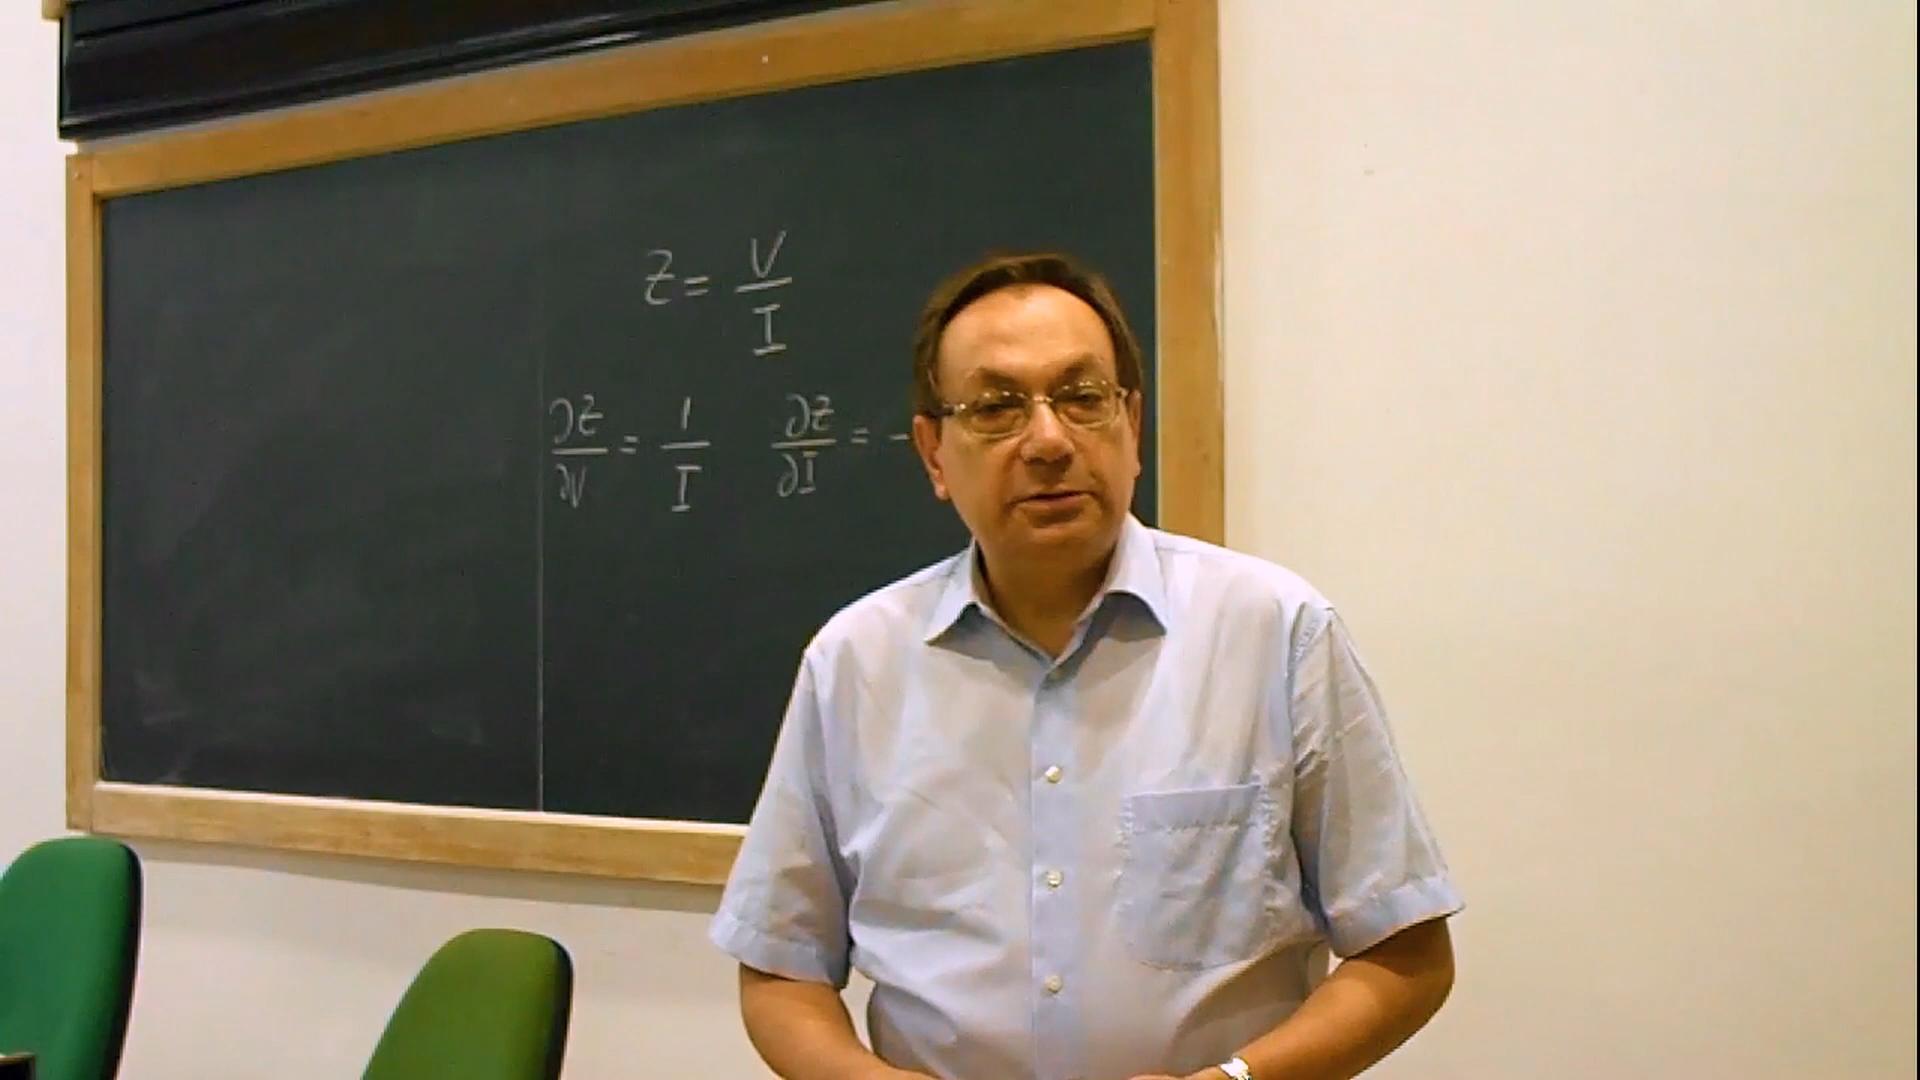 Z = V/I
∂Z/∂V = 1/I ∂Z/∂I = -